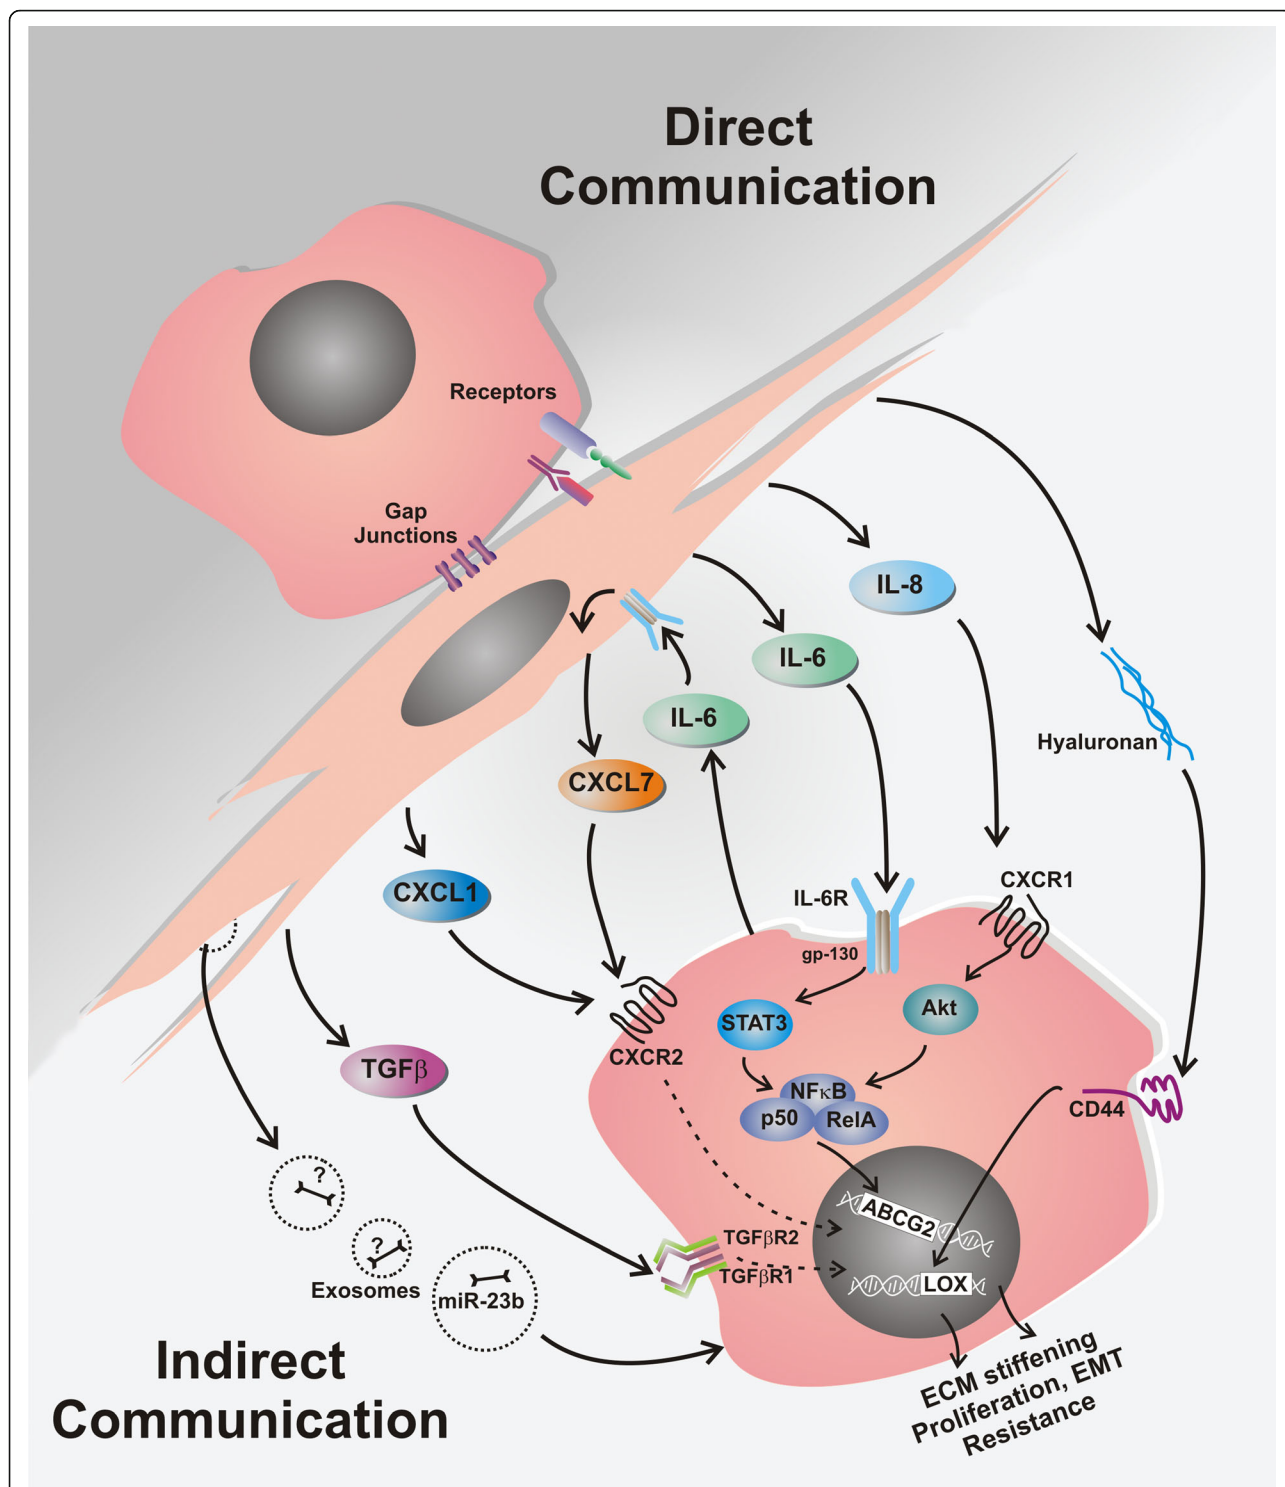 Direct
Communication
Receptors
Gap
Junctions
IL-8
IL-6
IL-6
Hyaluronan
CXCL7
CXCL1
CXCR1
IL-6R
gp-130
STAT3
Akt
CXCR2
TGFβ
NFκB
p50
RelA
CD44
?
ABCG2
TGFβR2
?
TGFβR1
LOX
Exosomes
miR-23b
Indirect
Communication
ECM stiffening
Proliferation, EMT
Resistance